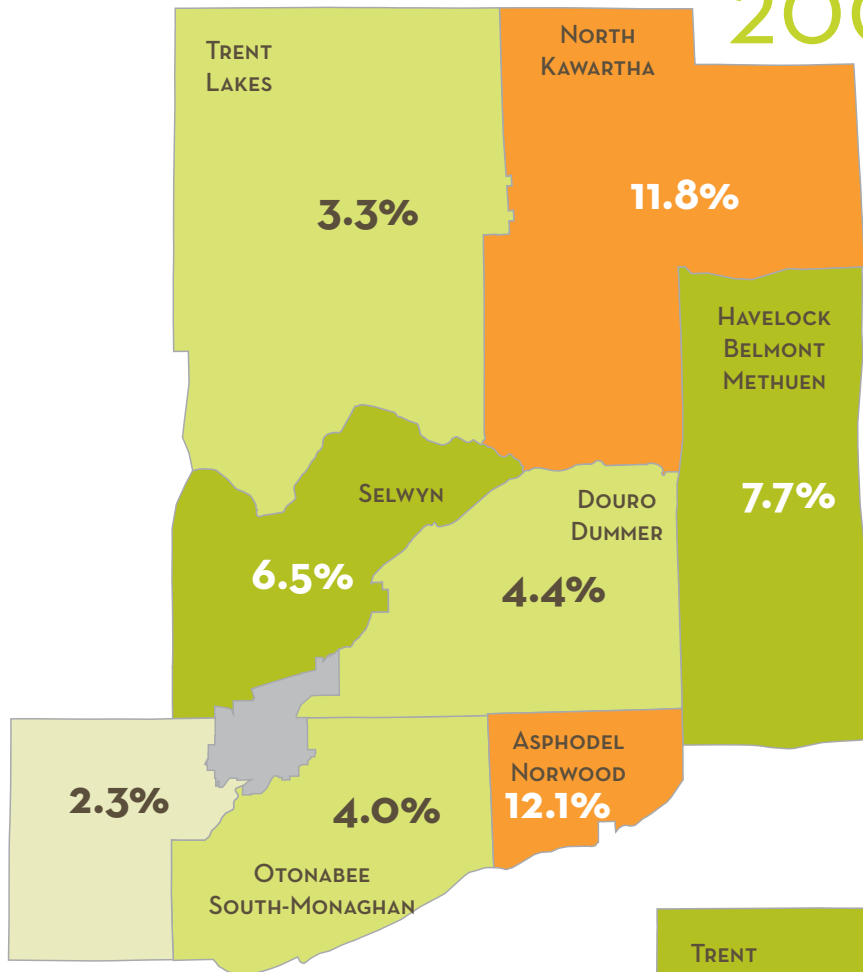 200
TRENT
LAKES
3.3%
NORTH
KAWARTHA
11.8%
HAVELOCK
BELMONT
METHUEN
7.7%
SELWYN
6.5%
DOURO
DUMMER
4.4%
2.3%
4.0%
OTONABEE
SOUTH-MONAGHAN
ASPHODEL
NORWOOD
12.1%
TRENT